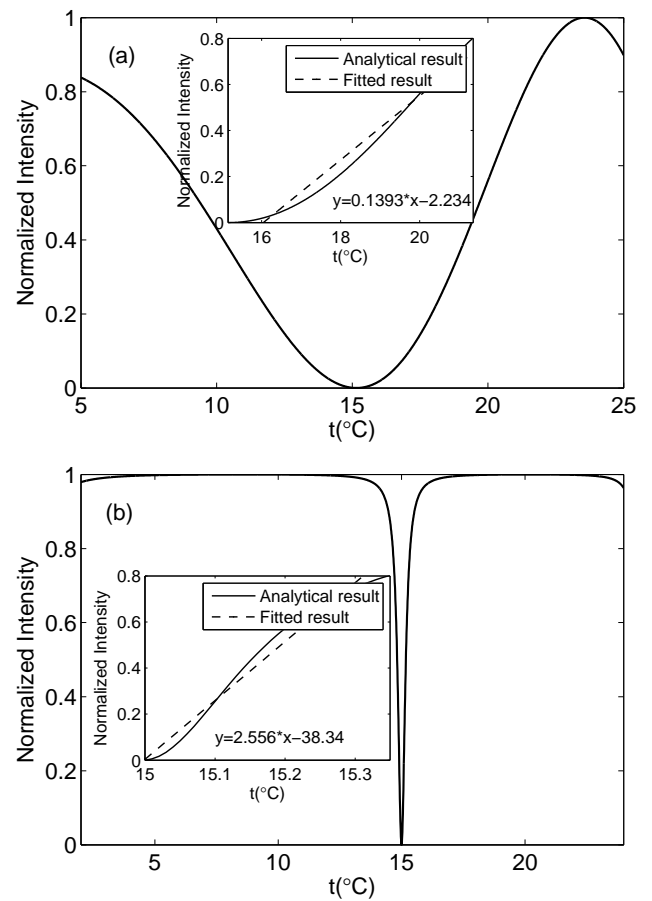 (a)
Normalized Intensity
1
0.8
0.6
0.4
0.2
0
5
10
15
20
25
t(°C)
Normalized Intensity
0.8
0.6
0.4
0.2
0
16
18
20
t(°C)
Analytical result
Fitted result
y=0.1393*x−2.234
(b)
Normalized Intensity
1
0.8
0.6
0.4
0.2
0
5
10
15
20
t(°C)
Normalized Intensity
0.8
0.6
0.4
0.2
0
15
15.1
15.2
15.3
t(°C)
Analytical result
Fitted result
y=2.556*x−38.34